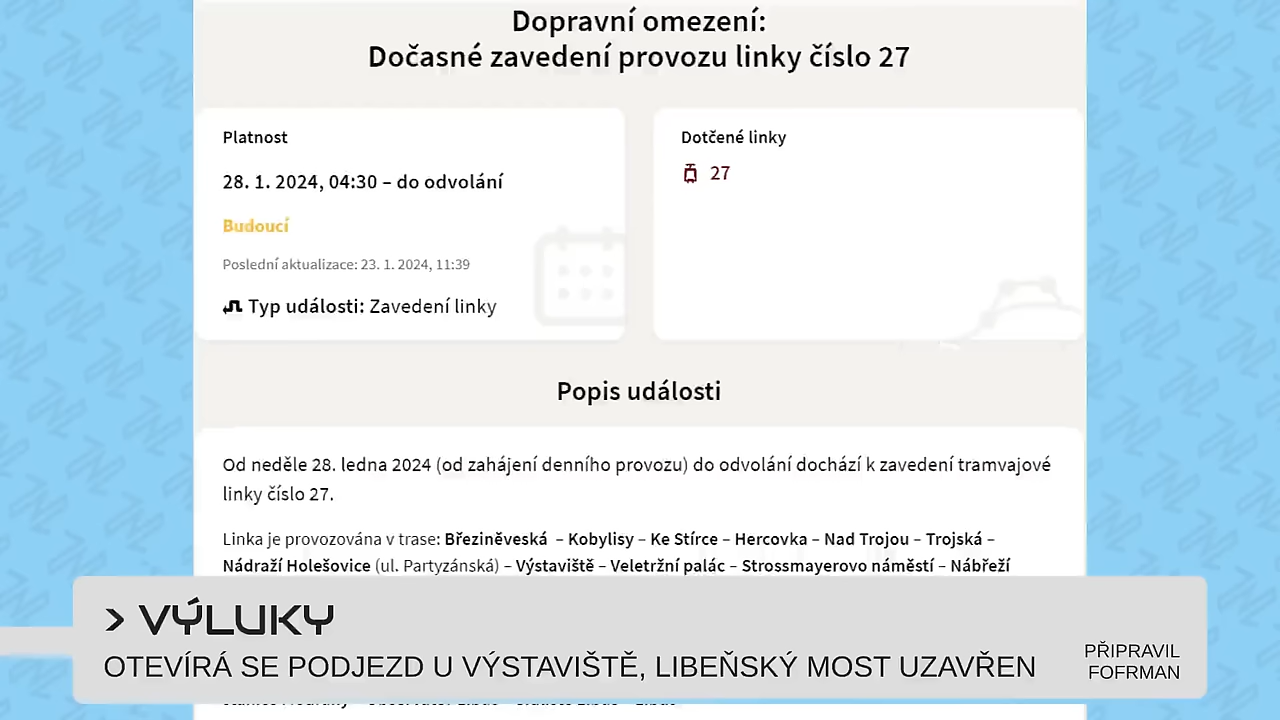 Dopravní omezení:
Dočasné zavedení provozu linky číslo 27
Platnost
28. 1. 2024, 04:30 – do odvolání
Budoucí
Poslední aktualizace: 23. 1. 2024, 11:39
Typ události: Zavedení linky
Dotčené linky
27
Popis události
Od neděle 28. ledna 2024 (od zahájení denního provozu) do odvolání dochází k zavedení tramvajové
linky číslo 27.
Linka je provozována v trase: Březiněveská – Kobylisy – Ke Stírce – Hercovka – Nad Trojou – Trojská –
Nádraží Holešovice (ul. Partyzánská) – Výstaviště – Veletržní palác – Strossmayerovo náměstí – Nábřeží
> VÝLUKY
OTEVÍRÁ SE PODJEZD U VÝSTAVIŠTĚ, LIBEŇSKÝ MOST UZAVŘEN
PŘIPRAVIL
FOFRMAN